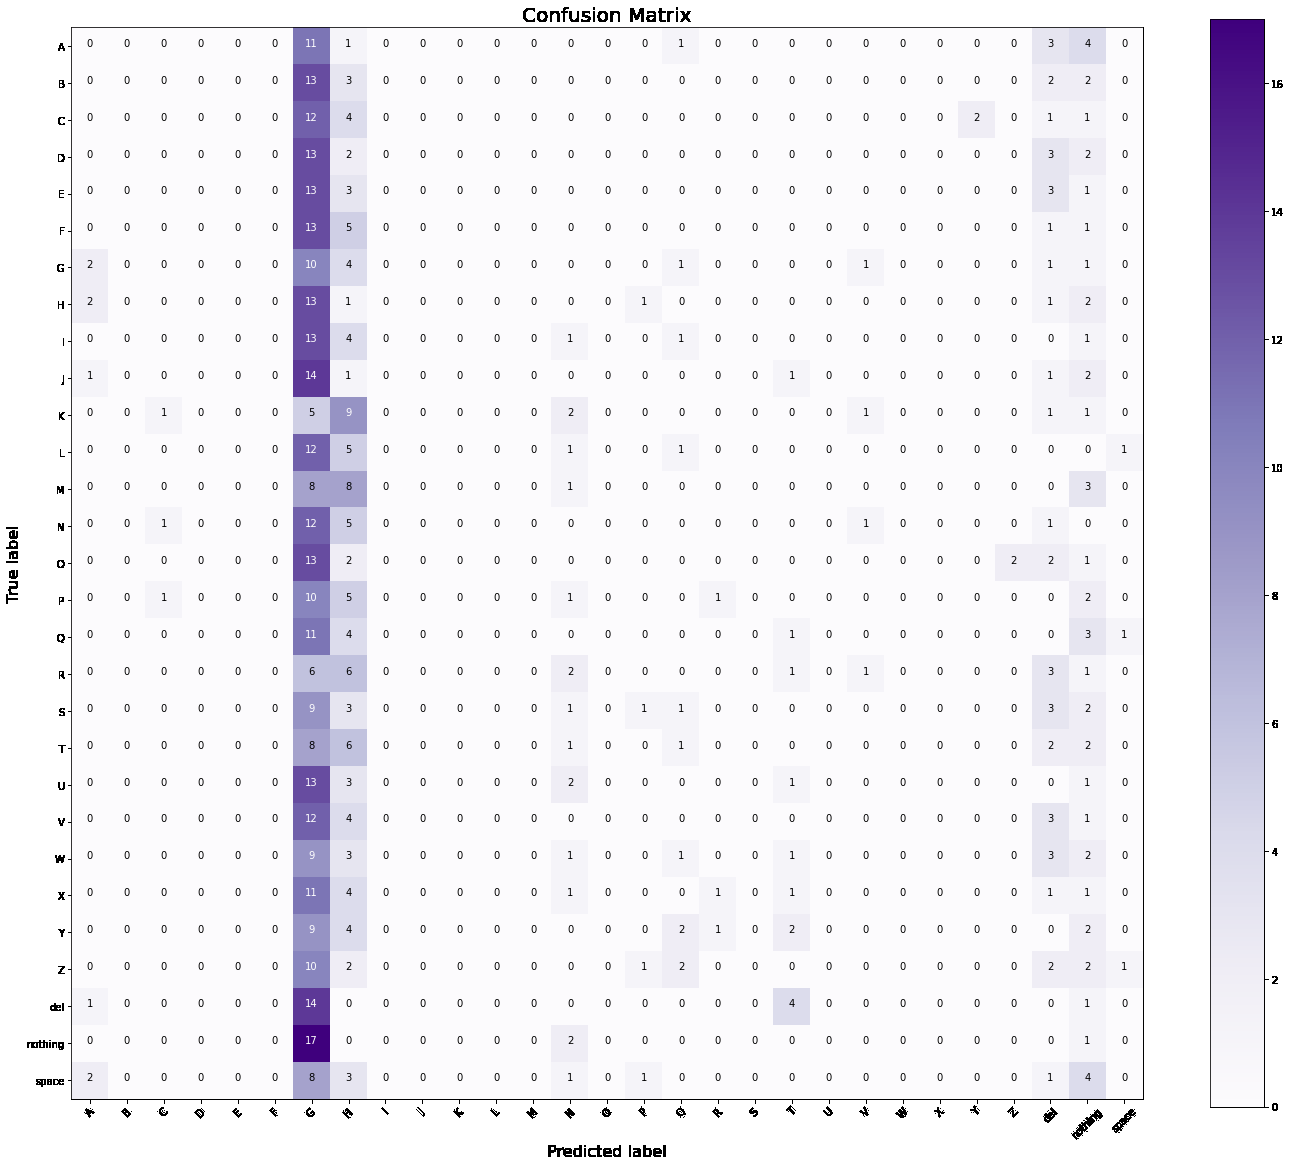 Confusion Matrix
A 0 0 0 0 0 0 11 1 0 0 0 0 0 0 0 0 1 0 0 0 0 0 0 0 0 0 3 4 0
B 0 0 0 0 0 0 13 3 0 0 0 0 0 0 0 0 0 0 0 0 0 0 0 0 0 0 2 2 0
C 0 0 0 0 0 0 12 4 0 0 0 0 0 0 0 0 0 0 0 0 0 0 0 0 2 0 1 1 0
D 0 0 0 0 0 0 13 2 0 0 0 0 0 0 0 0 0 0 0 0 0 0 0 0 0 0 3 2 0
E 0 0 0 0 0 0 13 3 0 0 0 0 0 0 0 0 0 0 0 0 0 0 0 0 0 0 3 1 0
F 0 0 0 0 0 0 13 5 0 0 0 0 0 0 0 0 0 0 0 0 0 0 0 0 0 0 1 1 0
G 2 0 0 0 0 0 10 4 0 0 0 0 0 0 0 0 1 0 0 0 0 1 0 0 0 0 1 1 0
H 2 0 0 0 0 0 13 1 0 0 0 0 0 0 0 1 0 0 0 0 0 0 0 0 0 0 1 2 0
I 0 0 0 0 0 0 13 4 0 0 0 0 0 1 0 0 1 0 0 0 0 0 0 0 0 0 0 1 0
J 1 0 0 0 0 0 14 1 0 0 0 0 0 0 0 0 0 0 0 1 0 0 0 0 0 0 1 2 0
K 0 0 1 0 0 0 5 9 0 0 0 0 0 2 0 0 0 0 0 0 0 1 0 0 0 0 1 1 0
L 0 0 0 0 0 0 12 5 0 0 0 0 0 1 0 0 1 0 0 0 0 0 0 0 0 0 0 0 1
M 0 0 0 0 0 0 8 8 0 0 0 0 0 1 0 0 0 0 0 0 0 0 0 0 0 0 0 3 0
N 0 0 1 0 0 0 12 5 0 0 0 0 0 0 0 0 0 0 0 0 0 1 0 0 0 0 1 0 0
O 0 0 0 0 0 0 13 2 0 0 0 0 0 0 0 0 0 0 0 0 0 0 0 0 0 2 2 1 0
P 0 0 1 0 0 0 10 5 0 0 0 0 0 1 0 0 0 1 0 0 0 0 0 0 0 0 0 2 0
Q 0 0 0 0 0 0 11 4 0 0 0 0 0 0 0 0 0 0 0 1 0 0 0 0 0 0 0 3 1
R 0 0 0 0 0 0 6 6 0 0 0 0 0 2 0 0 0 0 0 1 0 1 0 0 0 0 3 1 0
S 0 0 0 0 0 0 9 3 0 0 0 0 0 1 0 1 1 0 0 0 0 0 0 0 0 0 3 2 0
T 0 0 0 0 0 0 8 6 0 0 0 0 0 1 0 0 1 0 0 0 0 0 0 0 0 0 2 2 0
U 0 0 0 0 0 0 13 3 0 0 0 0 0 2 0 0 0 0 0 1 0 0 0 0 0 0 0 1 0
V 0 0 0 0 0 0 12 4 0 0 0 0 0 0 0 0 0 0 0 0 0 0 0 0 0 0 3 1 0
W 0 0 0 0 0 0 9 3 0 0 0 0 0 1 0 0 1 0 0 1 0 0 0 0 0 0 3 2 0
X 0 0 0 0 0 0 11 4 0 0 0 0 0 1 0 0 0 1 0 1 0 0 0 0 0 0 1 1 0
Y 0 0 0 0 0 0 9 4 0 0 0 0 0 0 0 0 2 1 0 2 0 0 0 0 0 0 0 2 0
Z 0 0 0 0 0 0 10 2 0 0 0 0 0 0 0 1 2 0 0 0 0 0 0 0 0 0 2 2 1
del 1 0 0 0 0 0 14 0 0 0 0 0 0 0 0 0 0 0 0 4 0 0 0 0 0 0 0 1 0
nothing 0 0 0 0 0 0 17 0 0 0 0 0 0 2 0 0 0 0 0 0 0 0 0 0 0 0 0 1 0
space 2 0 0 0 0 0 8 3 0 0 0 0 0 1 0 1 0 0 0 0 0 0 0 0 0 0 1 4 0
A B C D E F G H I J K L M N O P Q R S T U V W X Y Z del nothing space
True label
Predicted label
16
14
12
10
8
6
4
2
0